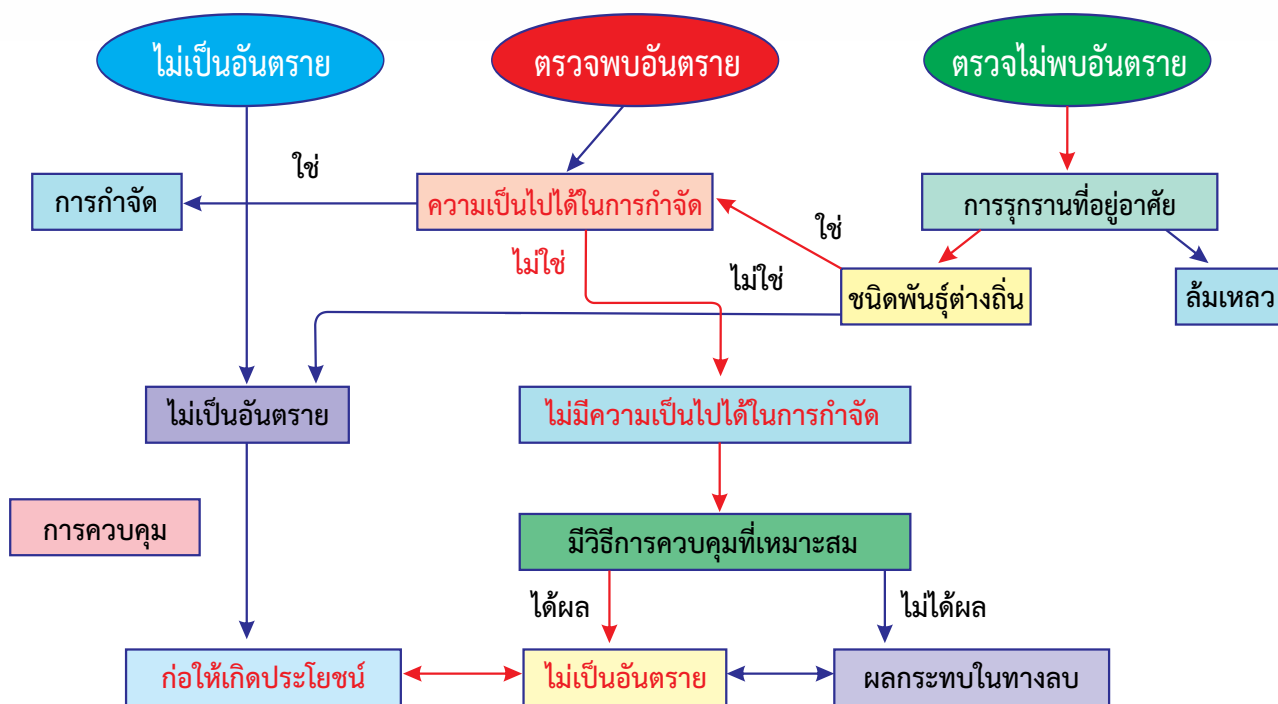 ไม่เป็นอันตราย
ตรวจพบอันตราย
ตรวจไม่พบอันตราย
ใช่
การกำจัด
ความเป็นไปได้ในการกำจัด
การรุกรานที่อยู่อาศัย
ใช่
ไม่ใช่
ไม่ใช่
ชนิดพันธุ์ต่างถิ่น
ล้มเหลว
ไม่เป็นอันตราย
ไม่มีความเป็นไปได้ในการกำจัด
การควบคุม
มีวิธีการควบคุมที่เหมาะสม
ได้ผล
ไม่ได้ผล
ก่อให้เกิดประโยชน์
ไม่เป็นอันตราย
ผลกระทบในทางลบ